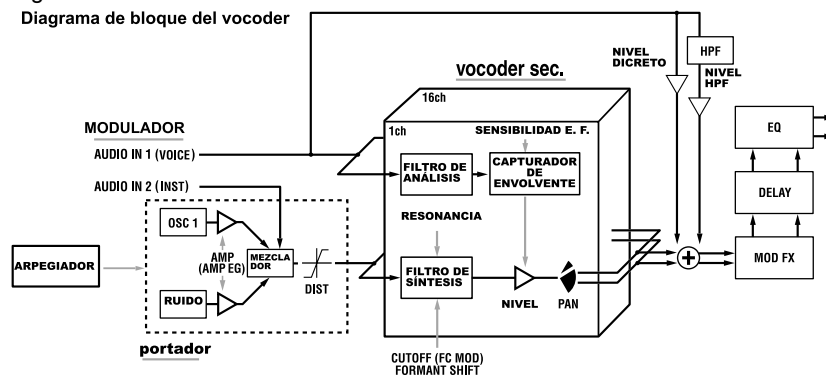 Diagrama de bloque del vocoder
NIVEL
DICRETO
HPF
NIVEL
HPF
vocoder sec.
16ch
1ch
MODULADOR
AUDIO IN 1 (VOICE)
AUDIO IN 2 (INST)
SENSIBILIDAD E. F.
FILTRO DE
ANÁLISIS
CAPTURADOR
DE
ENVOLVENTE
RESONANCIA
EQ
DELAY
MOD FX
OSC 1
AMP
(AMP EG)
MEZCLA
DOR
DIST
ARPEGIADOR
RUIDO
FILTRO DE
SÍNTESIS
NIVEL
PAN
+
portador
CUTOFF (FC MOD)
FORMANT SHIFT